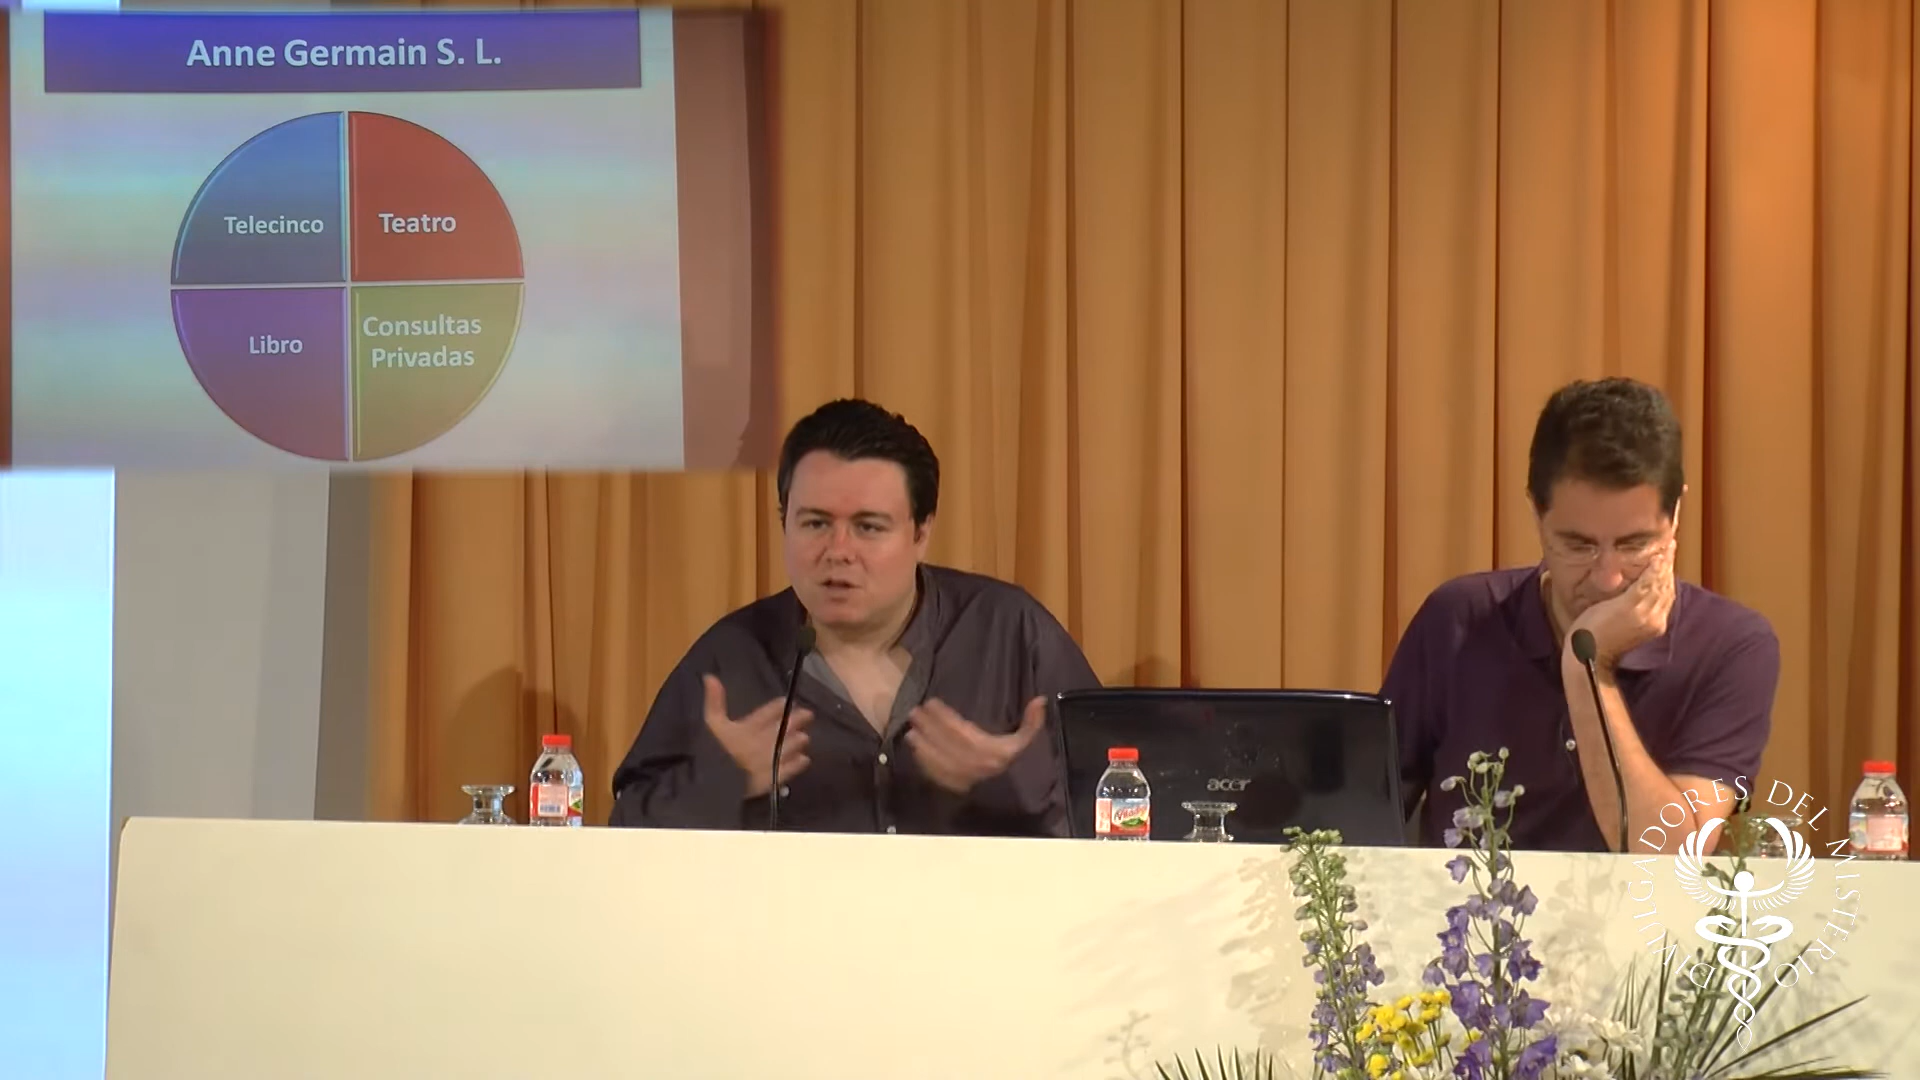 Anne Germain S. L.
Telecinco
Teatro
Libro
Consultas
Privadas
acer
DIVULGADORES DEL MISTERIO